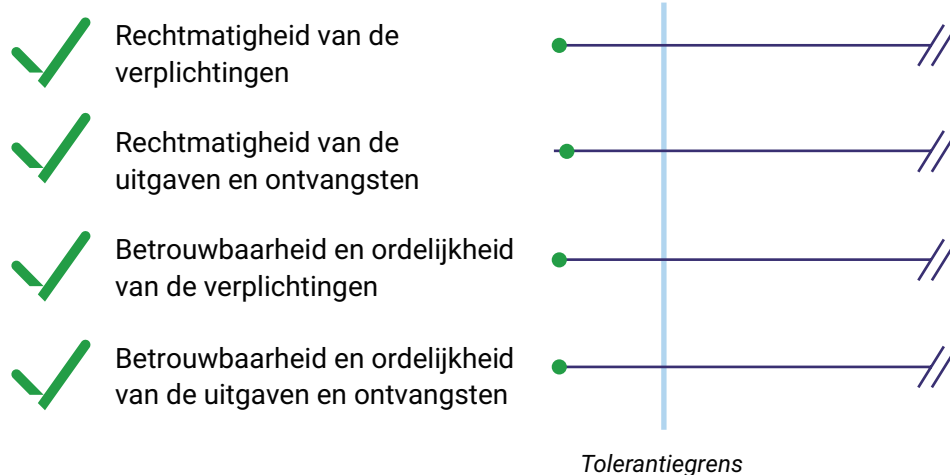 Rechtmatigheid van de
verplichtingen
Rechtmatigheid van de
uitgaven en ontvangsten
Betrouwbaarheid en ordelijkheid
van de verplichtingen
Betrouwbaarheid en ordelijkheid
van de uitgaven en ontvangsten
Tolerantiegrens